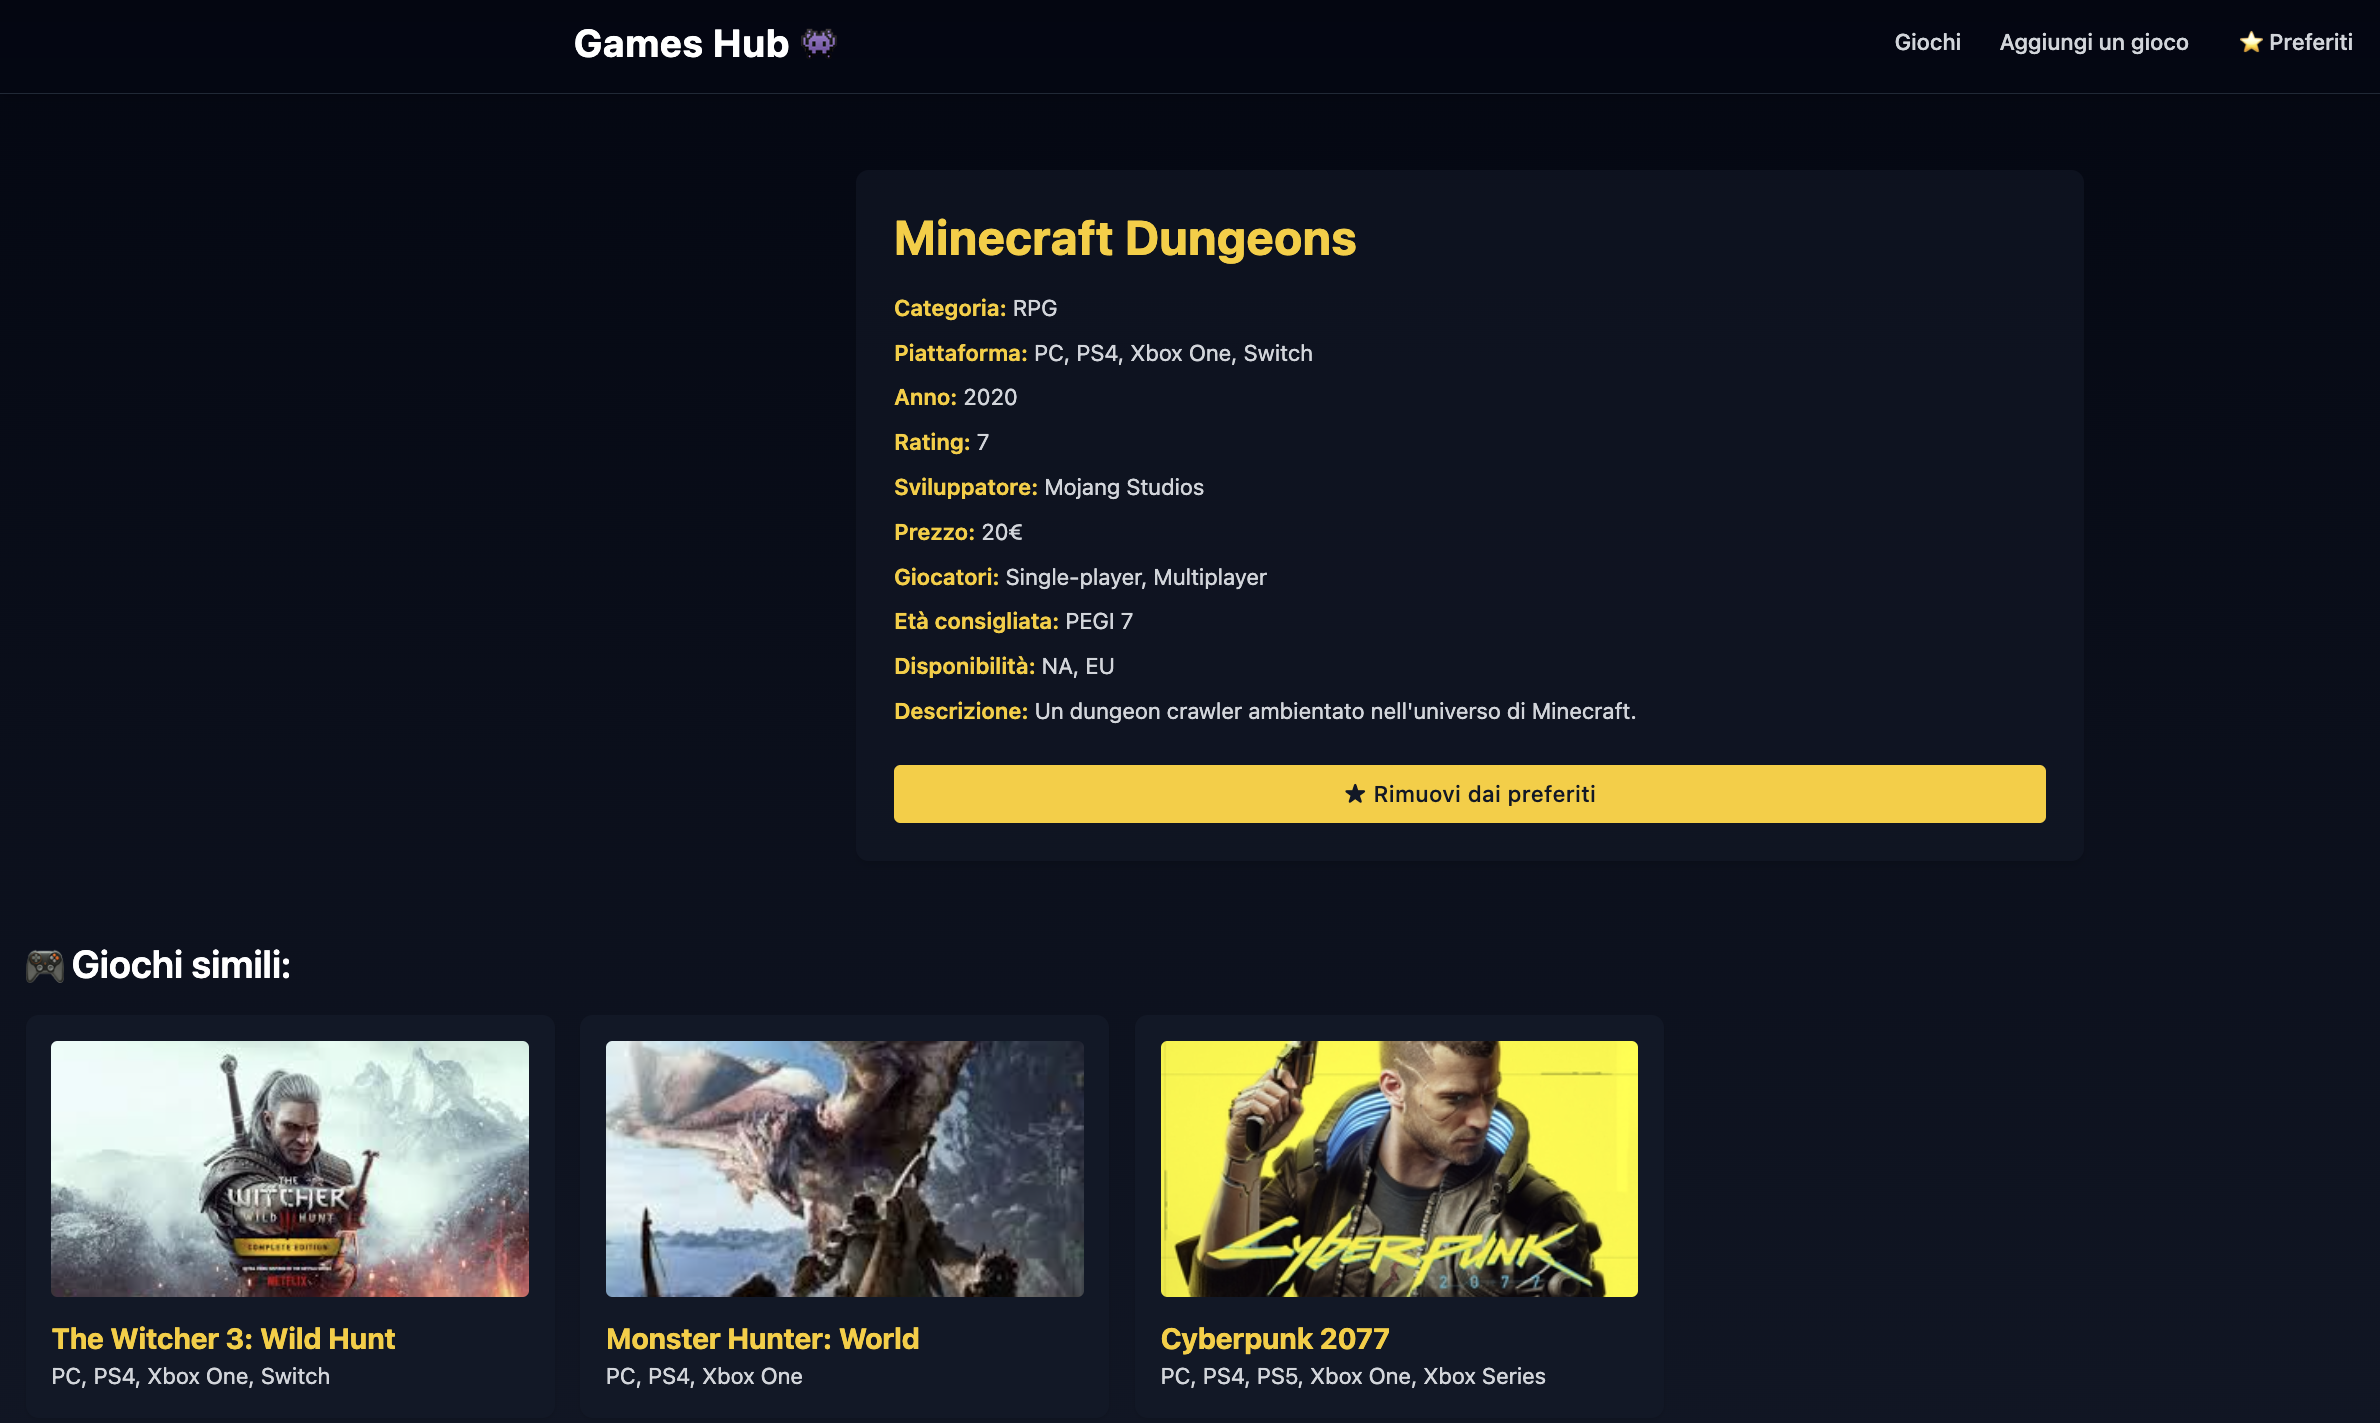 Games Hub
Giochi
Aggiungi un gioco
Preferiti
Minecraft Dungeons
Categoria: RPG
Piattaforma: PC, PS4, Xbox One, Switch
Anno: 2020
Rating: 7
Sviluppatore: Mojang Studios
Prezzo: 20€
Giocatori: Single-player, Multiplayer
Età consigliata: PEGI 7
Disponibilità: NA, EU
Descrizione: Un dungeon crawler ambientato nell'universo di Minecraft.
★ Rimuovi dai preferiti
Giochi simili:
THE
WITCHER
WILD HUNT
COMPLETE EDITION
NETFLIX
CYBERPUNK
2077
The Witcher 3: Wild Hunt
PC, PS4, Xbox One, Switch
Monster Hunter: World
PC, PS4, Xbox One
Cyberpunk 2077
PC, PS4, PS5, Xbox One, Xbox Series